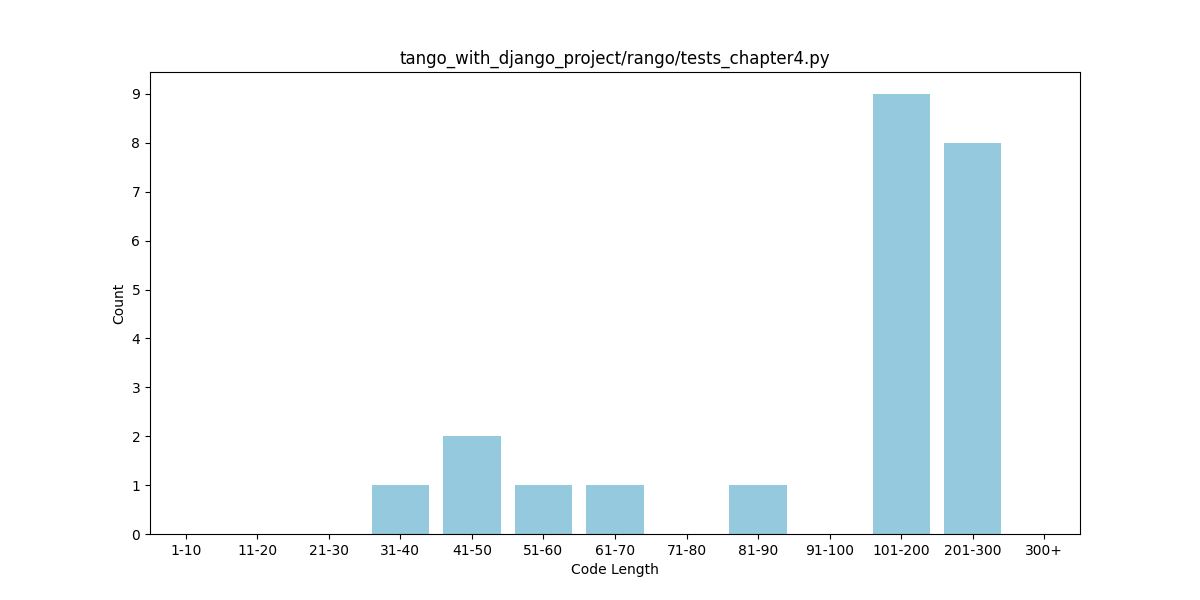 tango_with_django_project/rango/tests_chapter4.py
Count
9
8
7
6
5
4
3
2
1
0
1-10 11-20 21-30 31-40 41-50 51-60 61-70 71-80 81-90 91-100 101-200 201-300 300+
Code Length